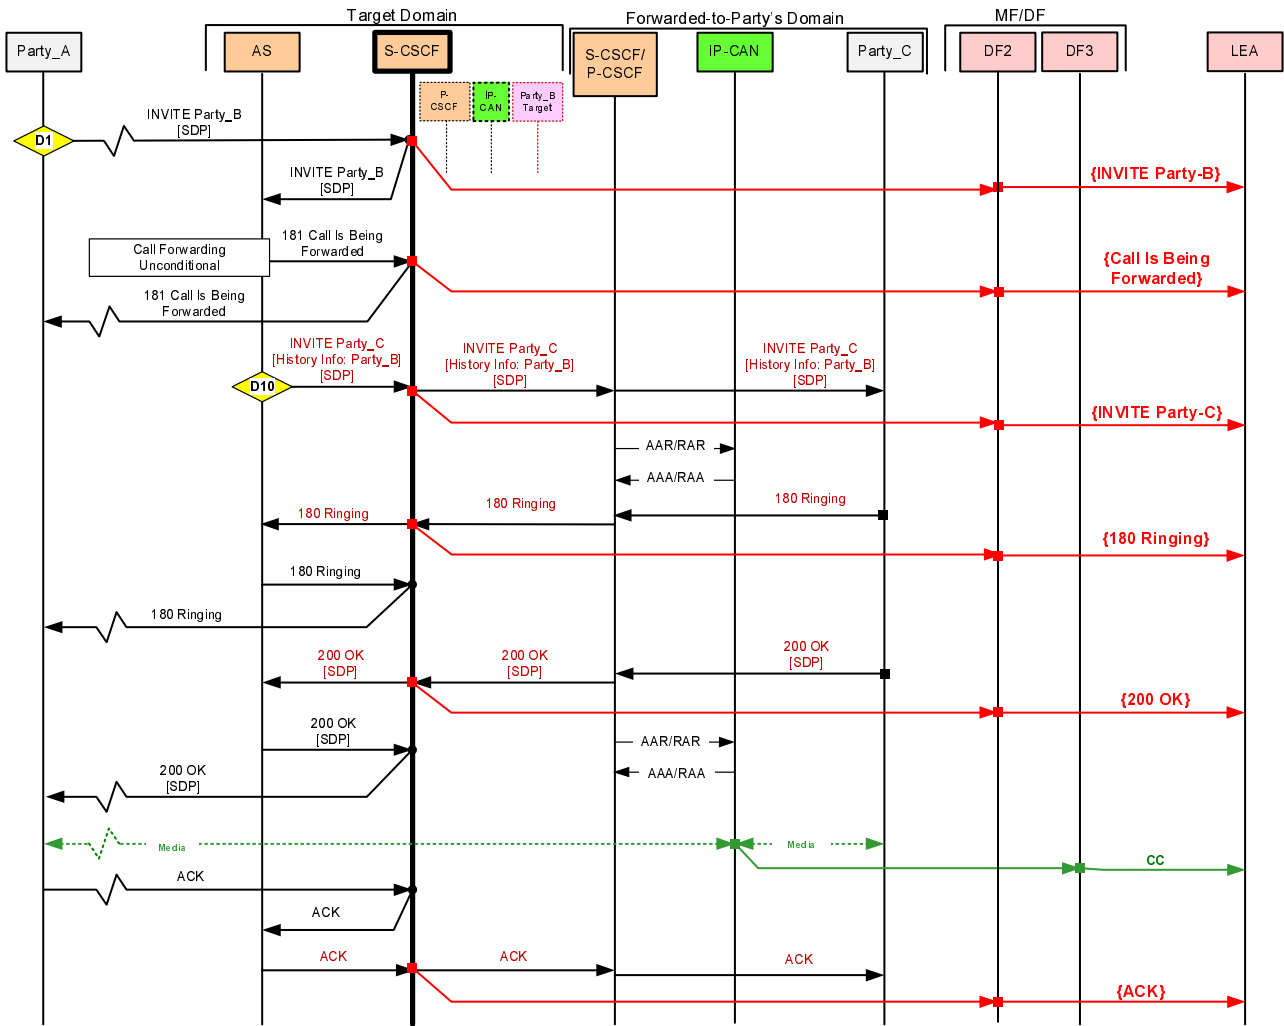 Target Domain
Forwarded-to-Party's Domain
MF/DF
Party_A
AS
S-CSCF
S-CSCF/
P-CSCF
IP-CAN
Party_C
DF2
DF3
LEA
P-
CSCF
IP-
CAN
Party_B
Target
INVITE Party_B
[SDP]
D1
INVITE Party_B
[SDP]
{INVITE Party-B}
Call Forwarding
Unconditional
181 Call Is Being
Forwarded
{Call Is Being
Forwarded}
181 Call Is Being
Forwarded
INVITE Party_C
[History Info: Party_B]
[SDP]
INVITE Party_C
[History Info: Party_B]
[SDP]
INVITE Party_C
[History Info: Party_B]
[SDP]
D10
{INVITE Party-C}
AAR/RAR
AAA/RAA
180 Ringing
180 Ringing
180 Ringing
{180 Ringing}
180 Ringing
180 Ringing
200 OK
[SDP]
200 OK
[SDP]
200 OK
[SDP]
{200 OK}
200 OK
[SDP]
AAR/RAR
200 OK
[SDP]
AAA/RAA
Media
Media
CC
ACK
ACK
ACK
ACK
ACK
{ACK}